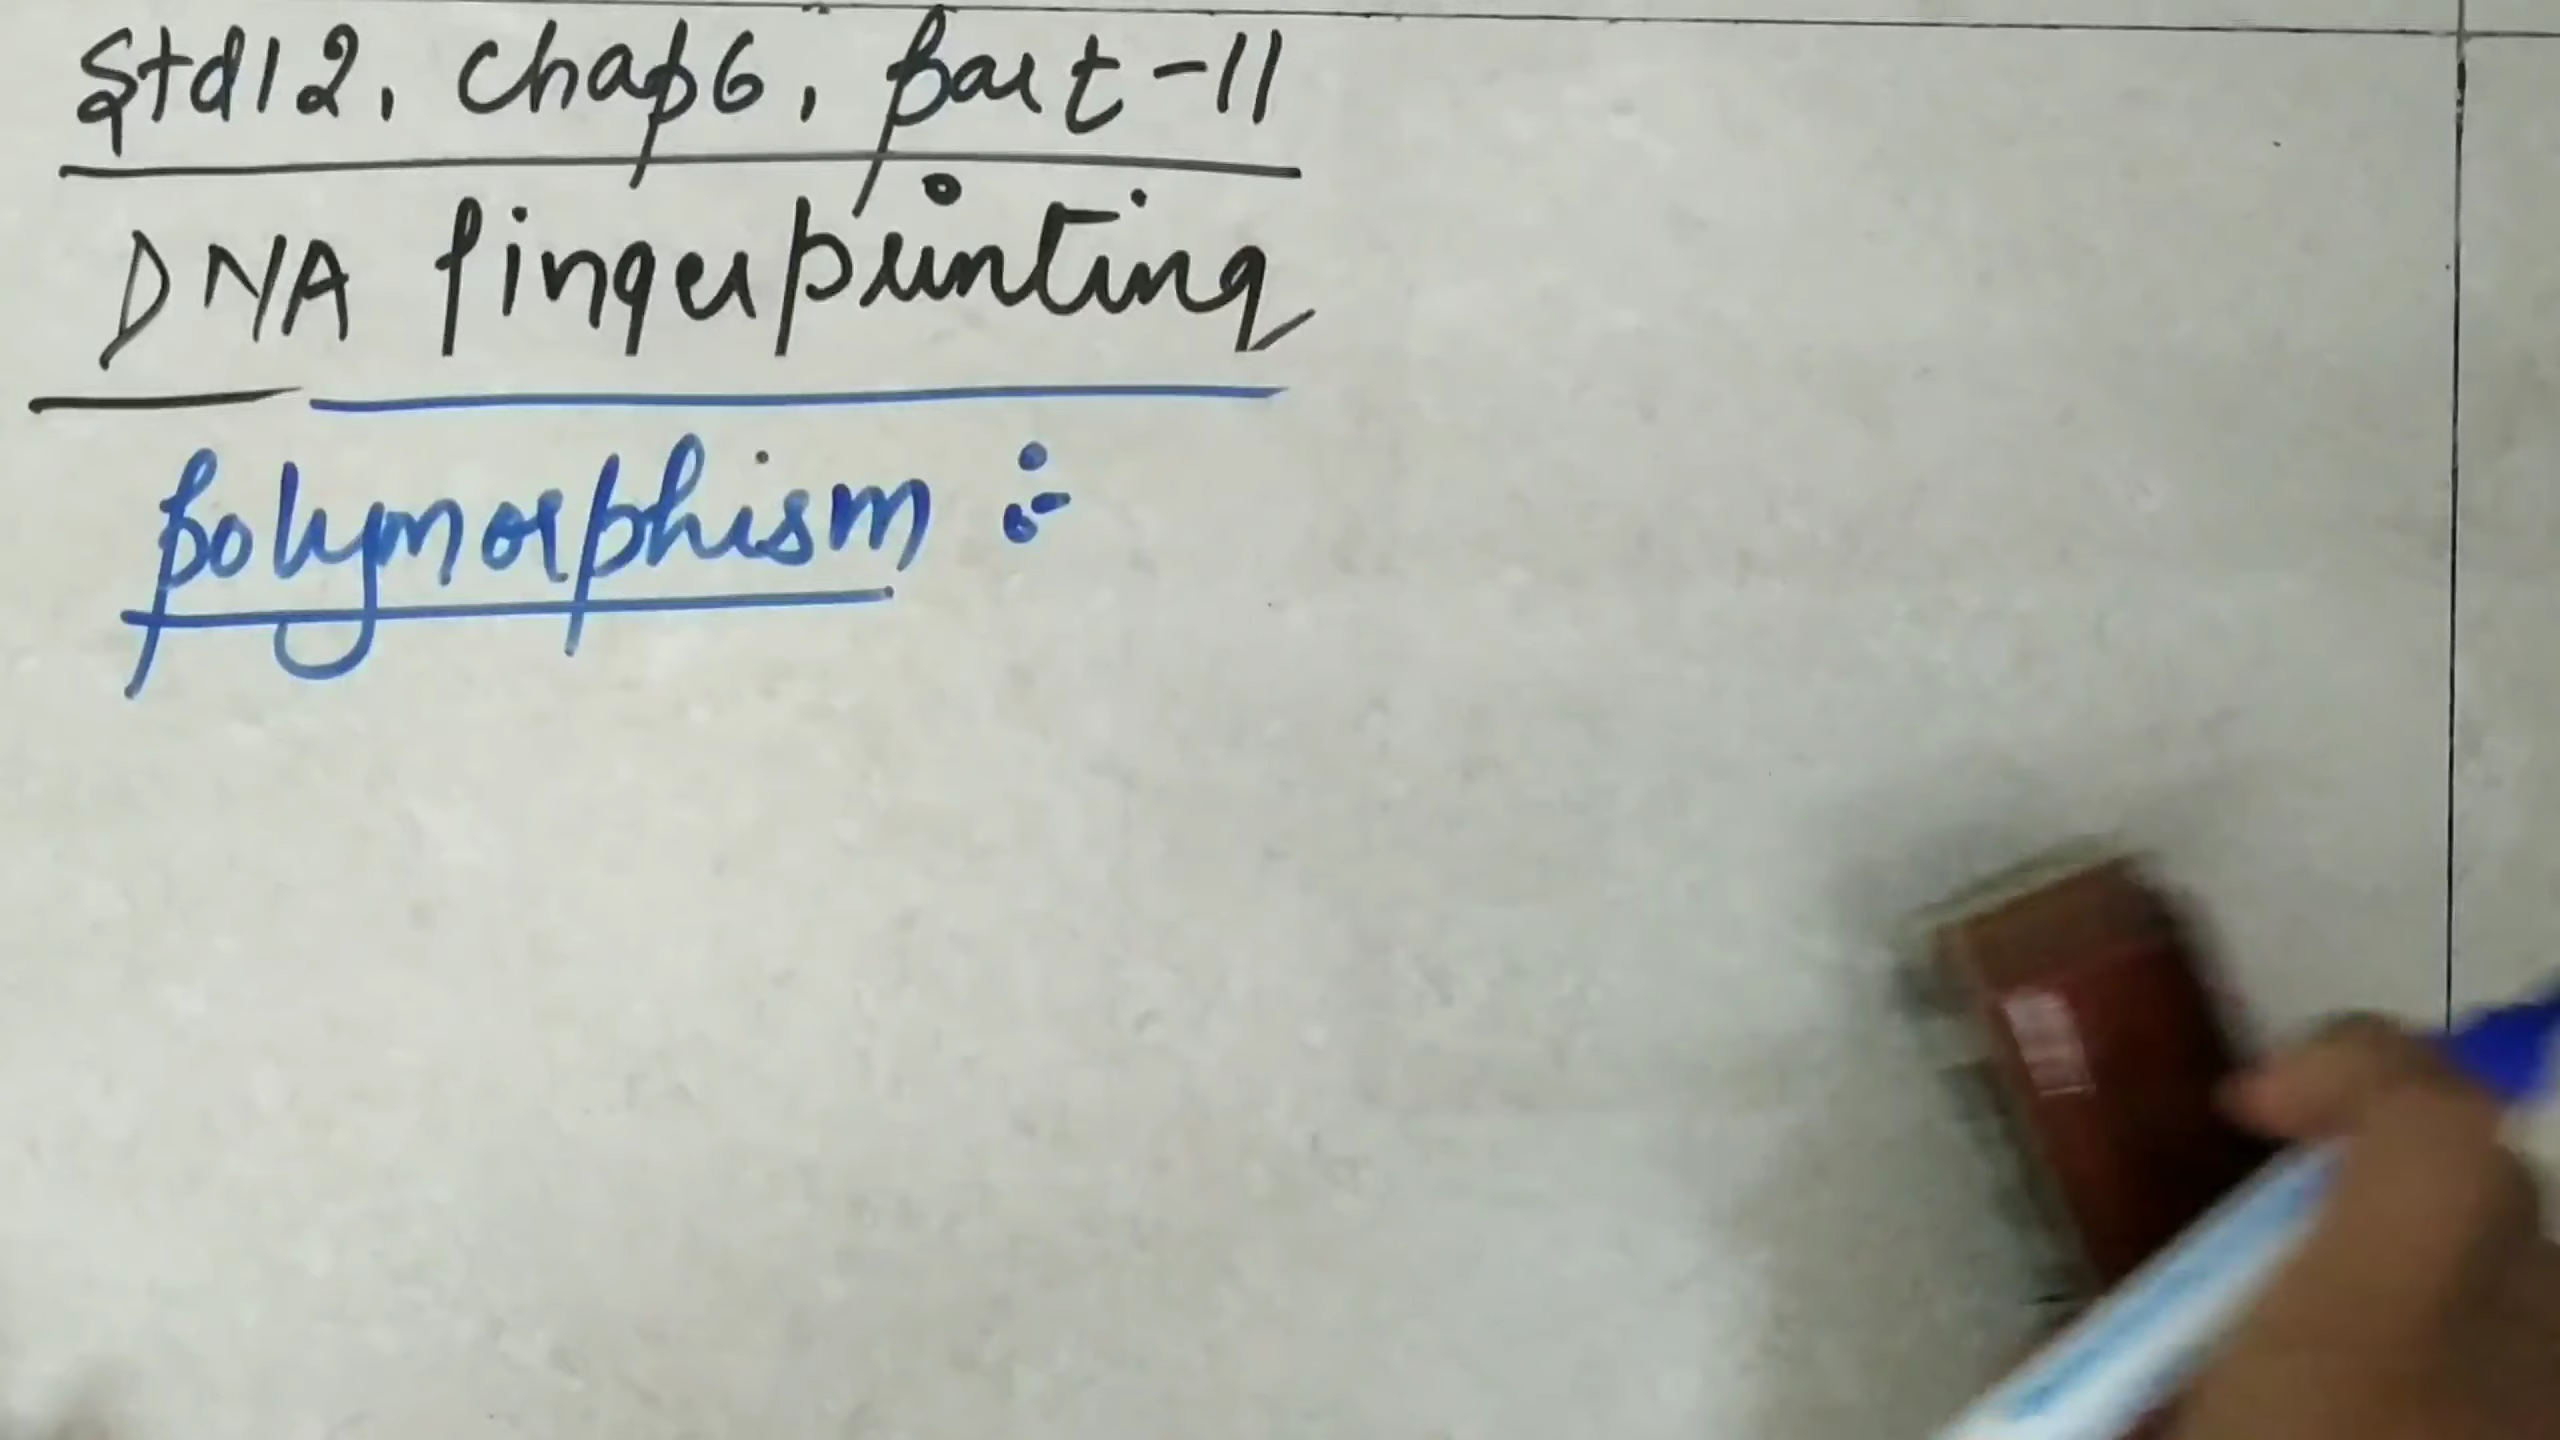 Std12, Chap6, part-11
DNA fingerprinting
polymorphism :-